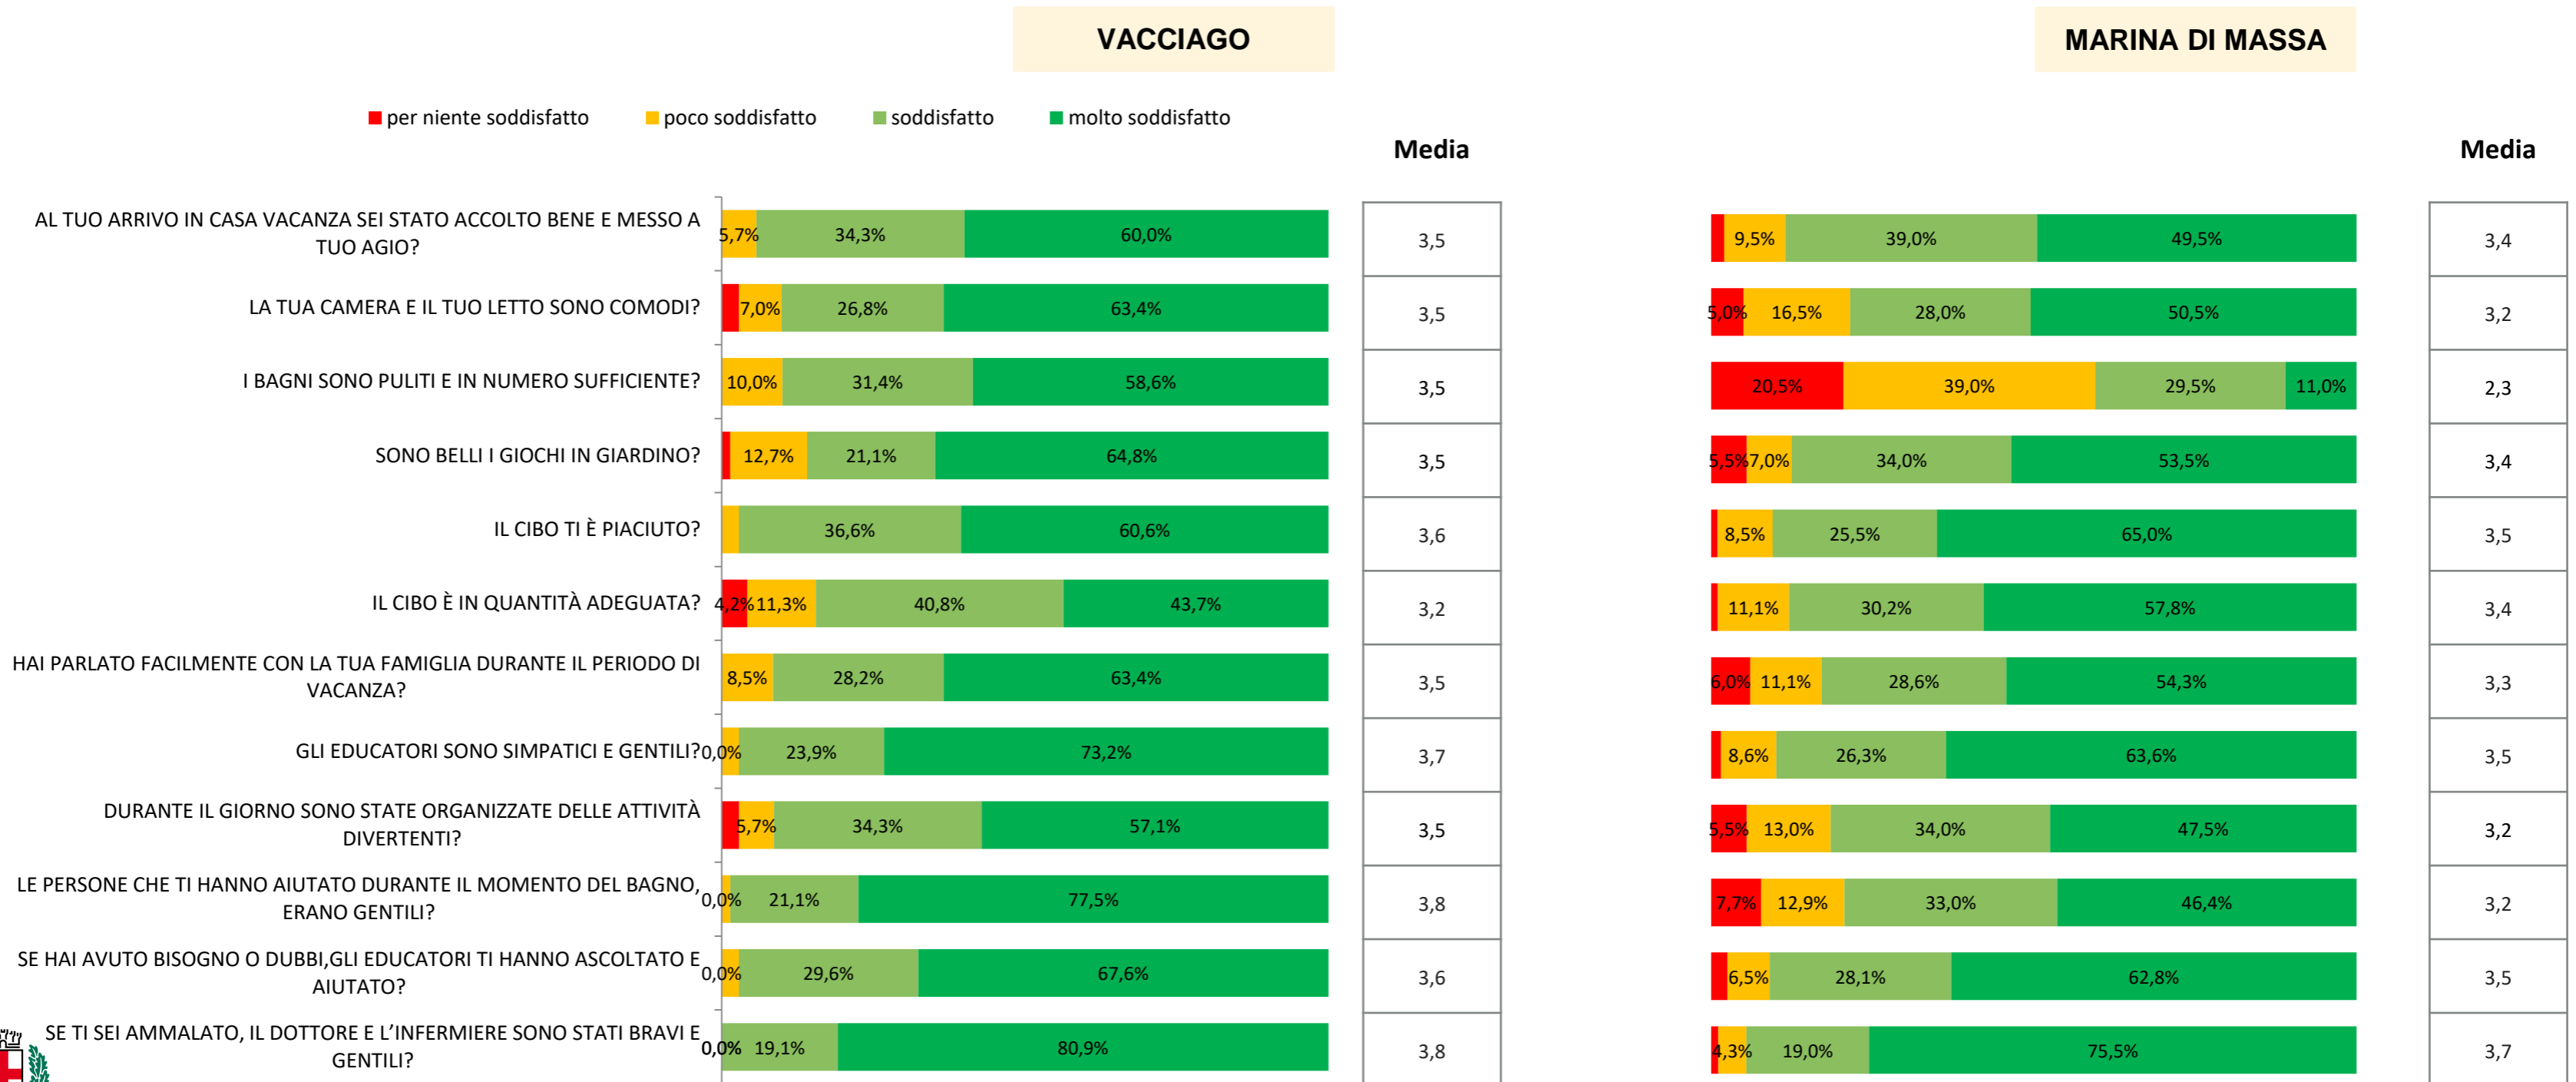 VACCIAGO
MARINA DI MASSA
per niente soddisfatto poco soddisfatto soddisfatto molto soddisfatto
Media
Media
AL TUO ARRIVO IN CASA VACANZA SEI STATO ACCOLTO BENE E MESSO A
TUO AGIO?
5,7% 34,3% 60,0% 3,5 9,5% 39,0% 49,5% 3,4
LA TUA CAMERA E IL TUO LETTO SONO COMODI? 7,0% 26,8% 63,4% 3,5 5,0% 16,5% 28,0% 50,5% 3,2
I BAGNI SONO PULITI E IN NUMERO SUFFICIENTE? 10,0% 31,4% 58,6% 3,5 20,5% 39,0% 29,5% 11,0% 2,3
SONO BELLI I GIOCHI IN GIARDINO? 12,7% 21,1% 64,8% 3,5 5,5% 7,0% 34,0% 53,5% 3,4
IL CIBO TI È PIACIUTO? 36,6% 60,6% 3,6 8,5% 25,5% 65,0% 3,5
IL CIBO È IN QUANTITÀ ADEGUATA? 4,2% 11,3% 40,8% 43,7% 3,2 11,1% 30,2% 57,8% 3,4
HAI PARLATO FACILMENTE CON LA TUA FAMIGLIA DURANTE IL PERIODO DI
VACANZA?
8,5% 28,2% 63,4% 3,5 6,0% 11,1% 28,6% 54,3% 3,3
GLI EDUCATORI SONO SIMPATICI E GENTILI? 0,0% 23,9% 73,2% 3,7 8,6% 26,3% 63,6% 3,5
DURANTE IL GIORNO SONO STATE ORGANIZZATE DELLE ATTIVITÀ
DIVERTENTI?
5,7% 34,3% 57,1% 3,5 5,5% 13,0% 34,0% 47,5% 3,2
LE PERSONE CHE TI HANNO AIUTATO DURANTE IL MOMENTO DEL BAGNO,
ERANO GENTILI?
0,0% 21,1% 77,5% 3,8 7,7% 12,9% 33,0% 46,4% 3,2
SE HAI AVUTO BISOGNO O DUBBI,GLI EDUCATORI TI HANNO ASCOLTATO E
AIUTATO?
0,0% 29,6% 67,6% 3,6 6,5% 28,1% 62,8% 3,5
SE TI SEI AMMALATO, IL DOTTORE E L’INFERMIERE SONO STATI BRAVI E
GENTILI?
0,0% 19,1% 80,9% 3,8 4,3% 19,0% 75,5% 3,7